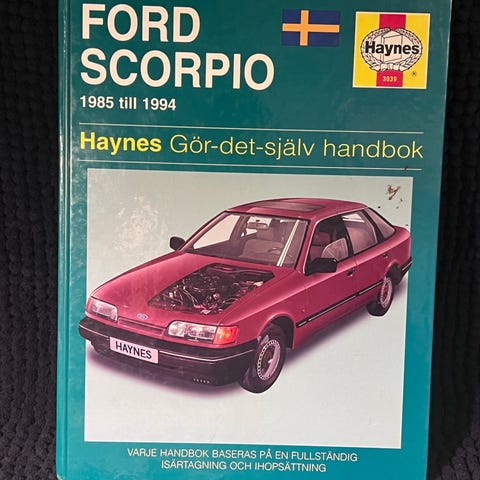 FORD
SCORPIO
1985 till 1994
Haynes
3039
Haynes Gör-det-själv handbok
HAYNES
VARJE HANDBOK BASERAS PÅ EN FULLSTÄNDIG
ISÄRTAGNING OCH IHOPSÄTTNING